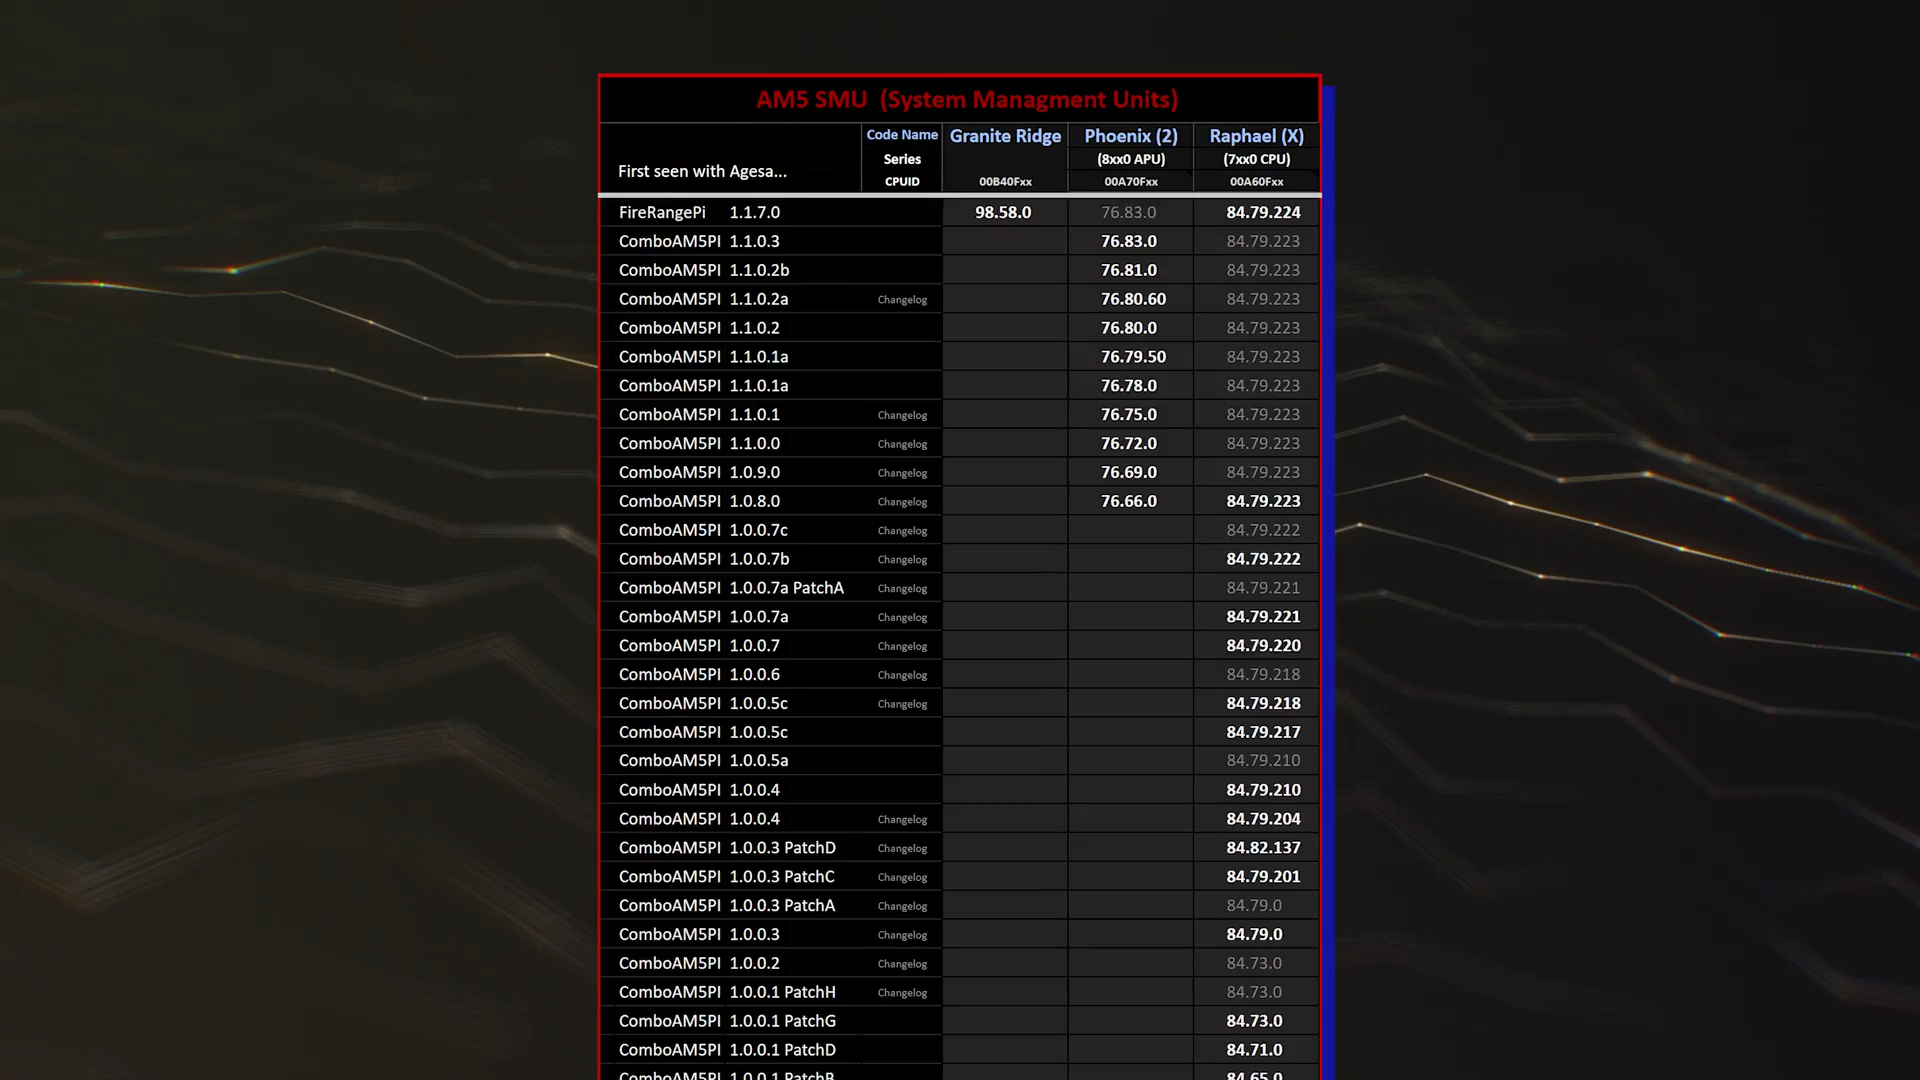 AM5 SMU (System Managment Units)
Code Name Granite Ridge Phoenix (2) Raphael (X)
Series (8xx0 APU) (7xx0 CPU)
First seen with Agesa...
CPUID 00B40Fxx 00A70Fxx 00A60Fxx
FireRangePi 1.1.7.0 98.58.0 76.83.0 84.79.224
ComboAM5PI 1.1.0.3 76.83.0 84.79.223
ComboAM5PI 1.1.0.2b 76.81.0 84.79.223
ComboAM5PI 1.1.0.2a Changelog 76.80.60 84.79.223
ComboAM5PI 1.1.0.2 76.80.0 84.79.223
ComboAM5PI 1.1.0.1a 76.79.50 84.79.223
ComboAM5PI 1.1.0.1a 76.78.0 84.79.223
ComboAM5PI 1.1.0.1 Changelog 76.75.0 84.79.223
ComboAM5PI 1.1.0.0 Changelog 76.72.0 84.79.223
ComboAM5PI 1.0.9.0 Changelog 76.69.0 84.79.223
ComboAM5PI 1.0.8.0 Changelog 76.66.0 84.79.223
ComboAM5PI 1.0.0.7c Changelog 84.79.222
ComboAM5PI 1.0.0.7b Changelog 84.79.222
ComboAM5PI 1.0.0.7a PatchA Changelog 84.79.221
ComboAM5PI 1.0.0.7a Changelog 84.79.221
ComboAM5PI 1.0.0.7 Changelog 84.79.220
ComboAM5PI 1.0.0.6 Changelog 84.79.218
ComboAM5PI 1.0.0.5c Changelog 84.79.218
ComboAM5PI 1.0.0.5c 84.79.217
ComboAM5PI 1.0.0.5a 84.79.210
ComboAM5PI 1.0.0.4 84.79.210
ComboAM5PI 1.0.0.4 Changelog 84.79.204
ComboAM5PI 1.0.0.3 PatchD Changelog 84.82.137
ComboAM5PI 1.0.0.3 PatchC Changelog 84.79.201
ComboAM5PI 1.0.0.3 PatchA Changelog 84.79.0
ComboAM5PI 1.0.0.3 Changelog 84.79.0
ComboAM5PI 1.0.0.2 Changelog 84.73.0
ComboAM5PI 1.0.0.1 PatchH Changelog 84.73.0
ComboAM5PI 1.0.0.1 PatchG 84.73.0
ComboAM5PI 1.0.0.1 PatchD 84.71.0
ComboAM5PI 1.0.0.1 PatchB 84.65.0